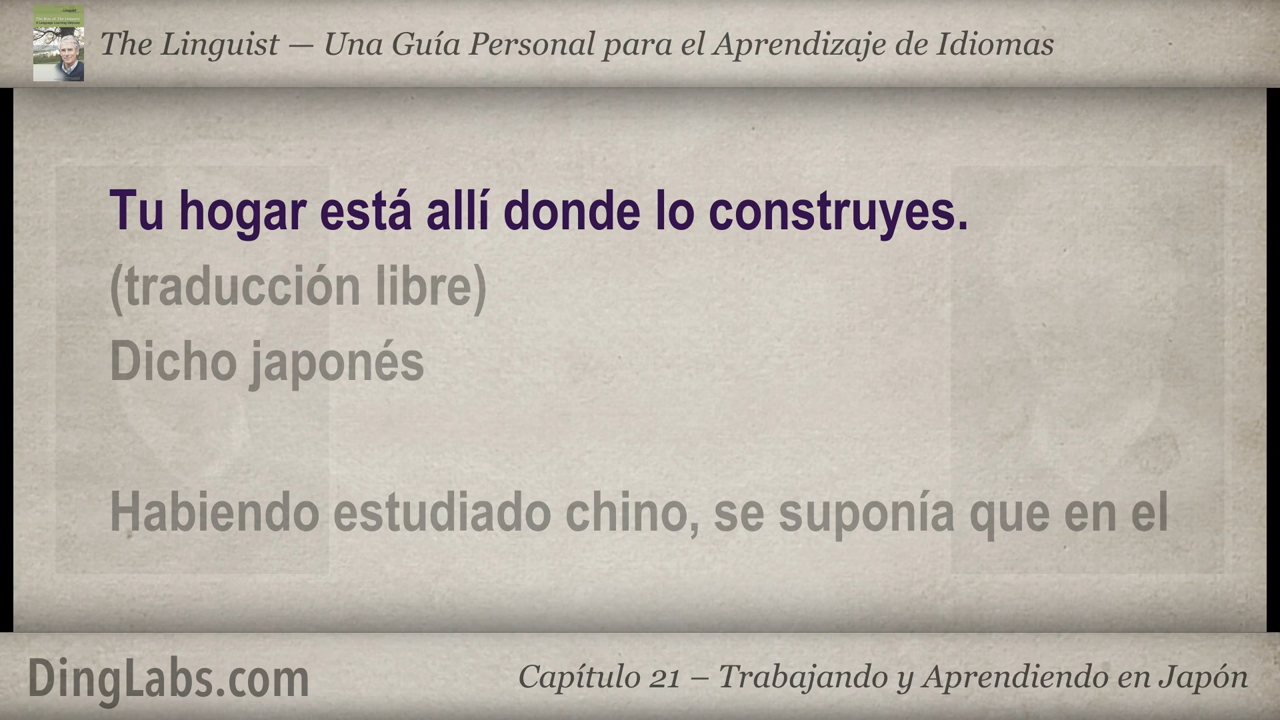 The Linguist — Una Guía Personal para el Aprendizaje de Idiomas
Tu hogar está allí donde lo construyes.
(traducción libre)
Dicho japonés
Habiendo estudiado chino, se suponía que en el
DingLabs.com
Capítulo 21 – Trabajando y Aprendiendo en Japón